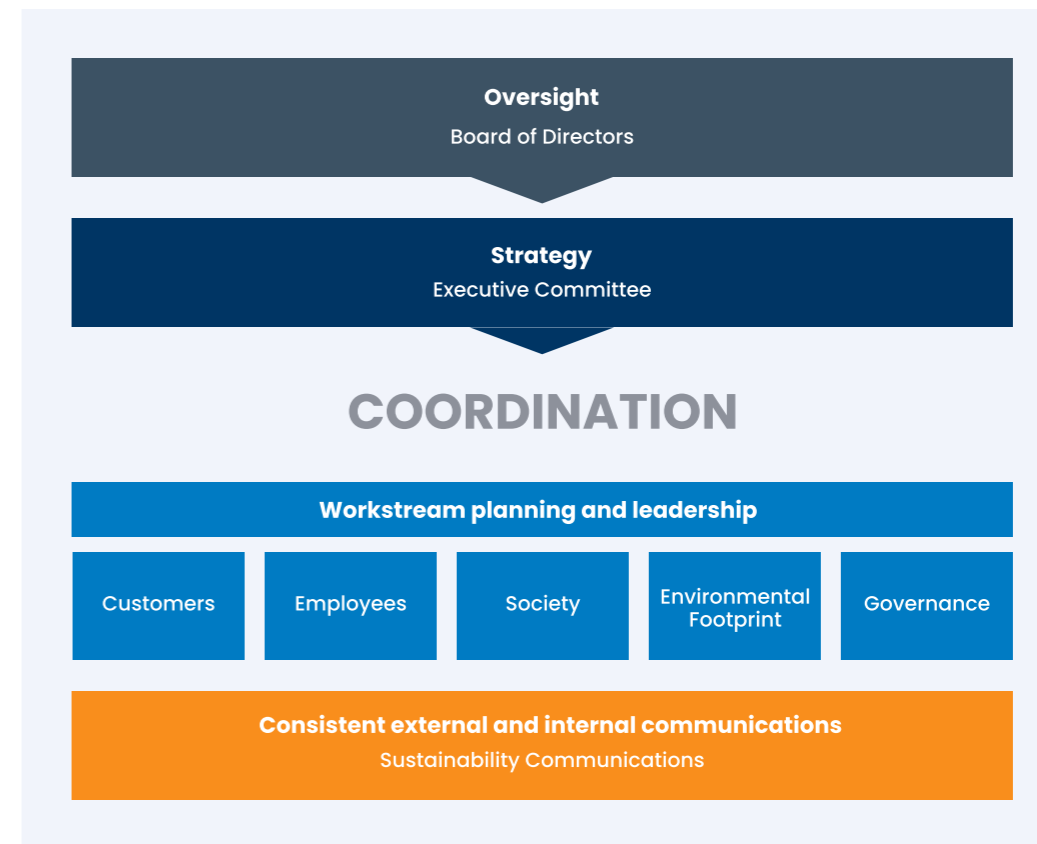 Oversight
Board of Directors
Strategy
Executive Committee
COORDINATION
Workstream planning and leadership
Customers
Employees
Society
Environmental
Footprint
Governance
Consistent external and internal communications
Sustainability Communications